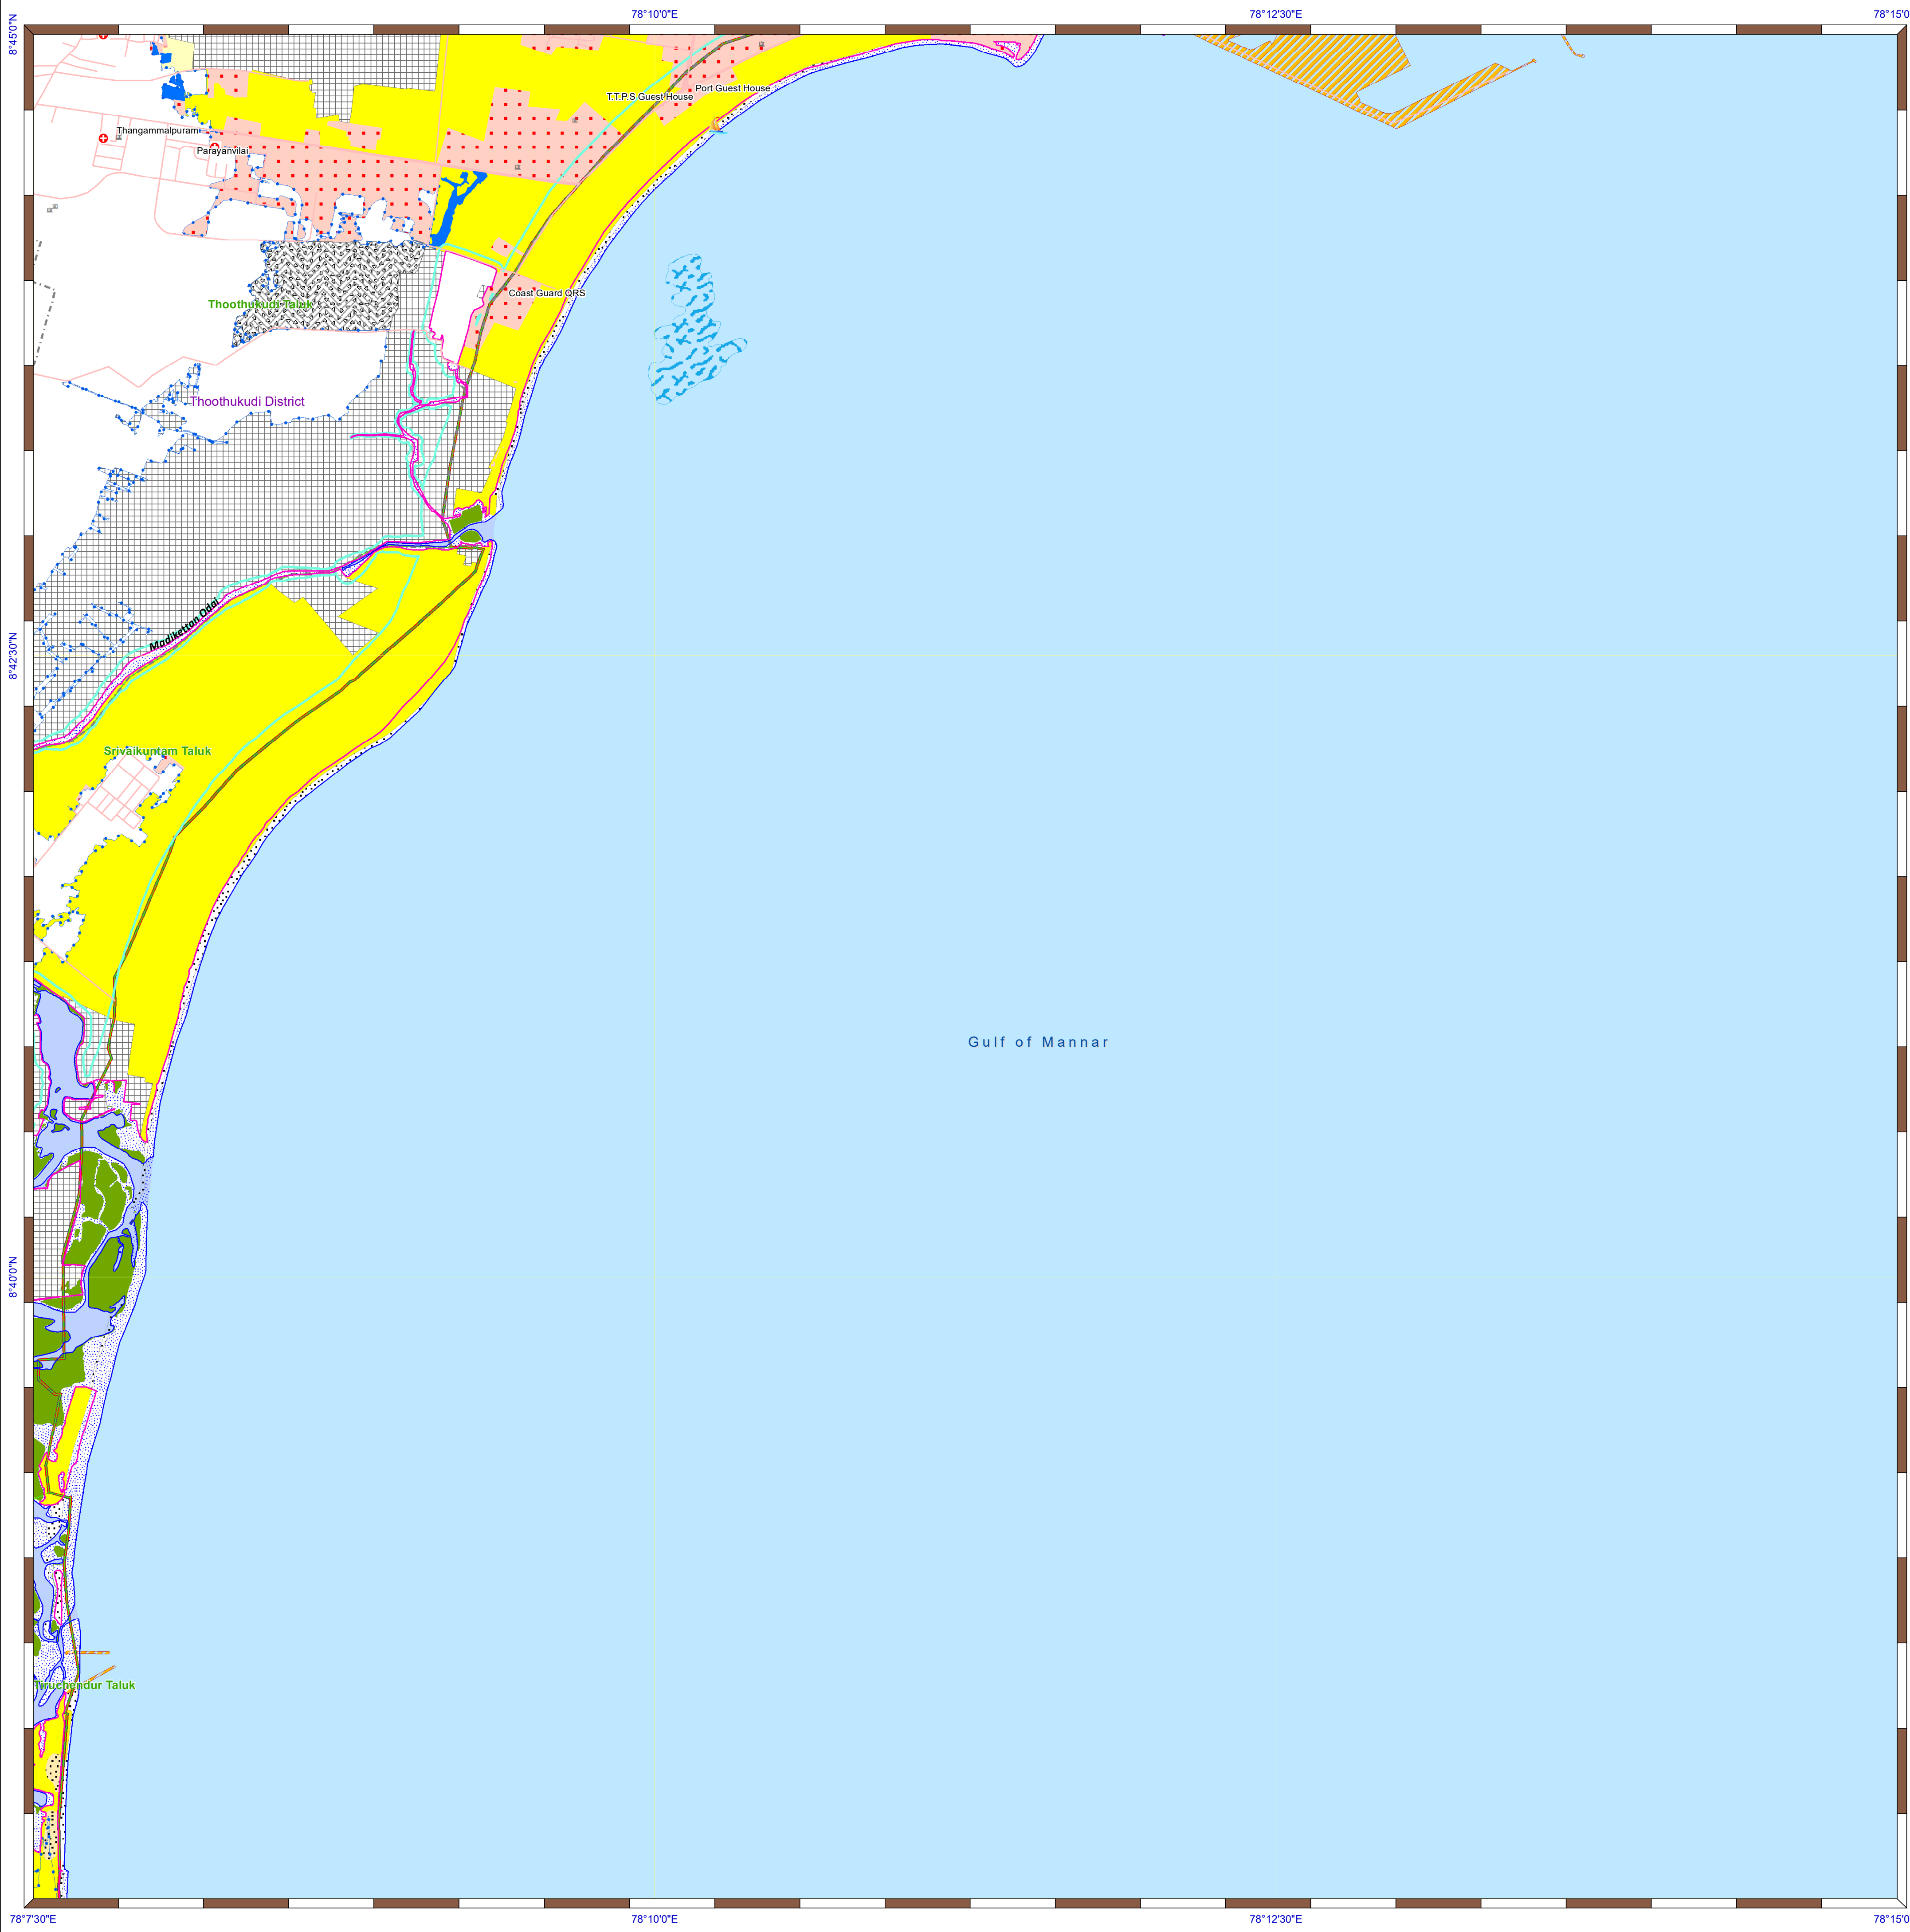 78°10'0"E
78°12'30"E
78°15'0
8°45'0"N
Port Guest House
T.T.P.S Guest House
Thangammalpuram
Parayanvilai
Coast Guard QRS
Thoothukudi Taluk
Thoothukudi District
Madikettan Odai
8°42'30"N
Srivaikuntam Taluk
Gulf of Mannar
8°40'0"N
Tiruchendur Taluk
78°7'30"E
78°10'0"E
78°12'30"E
78°15'0